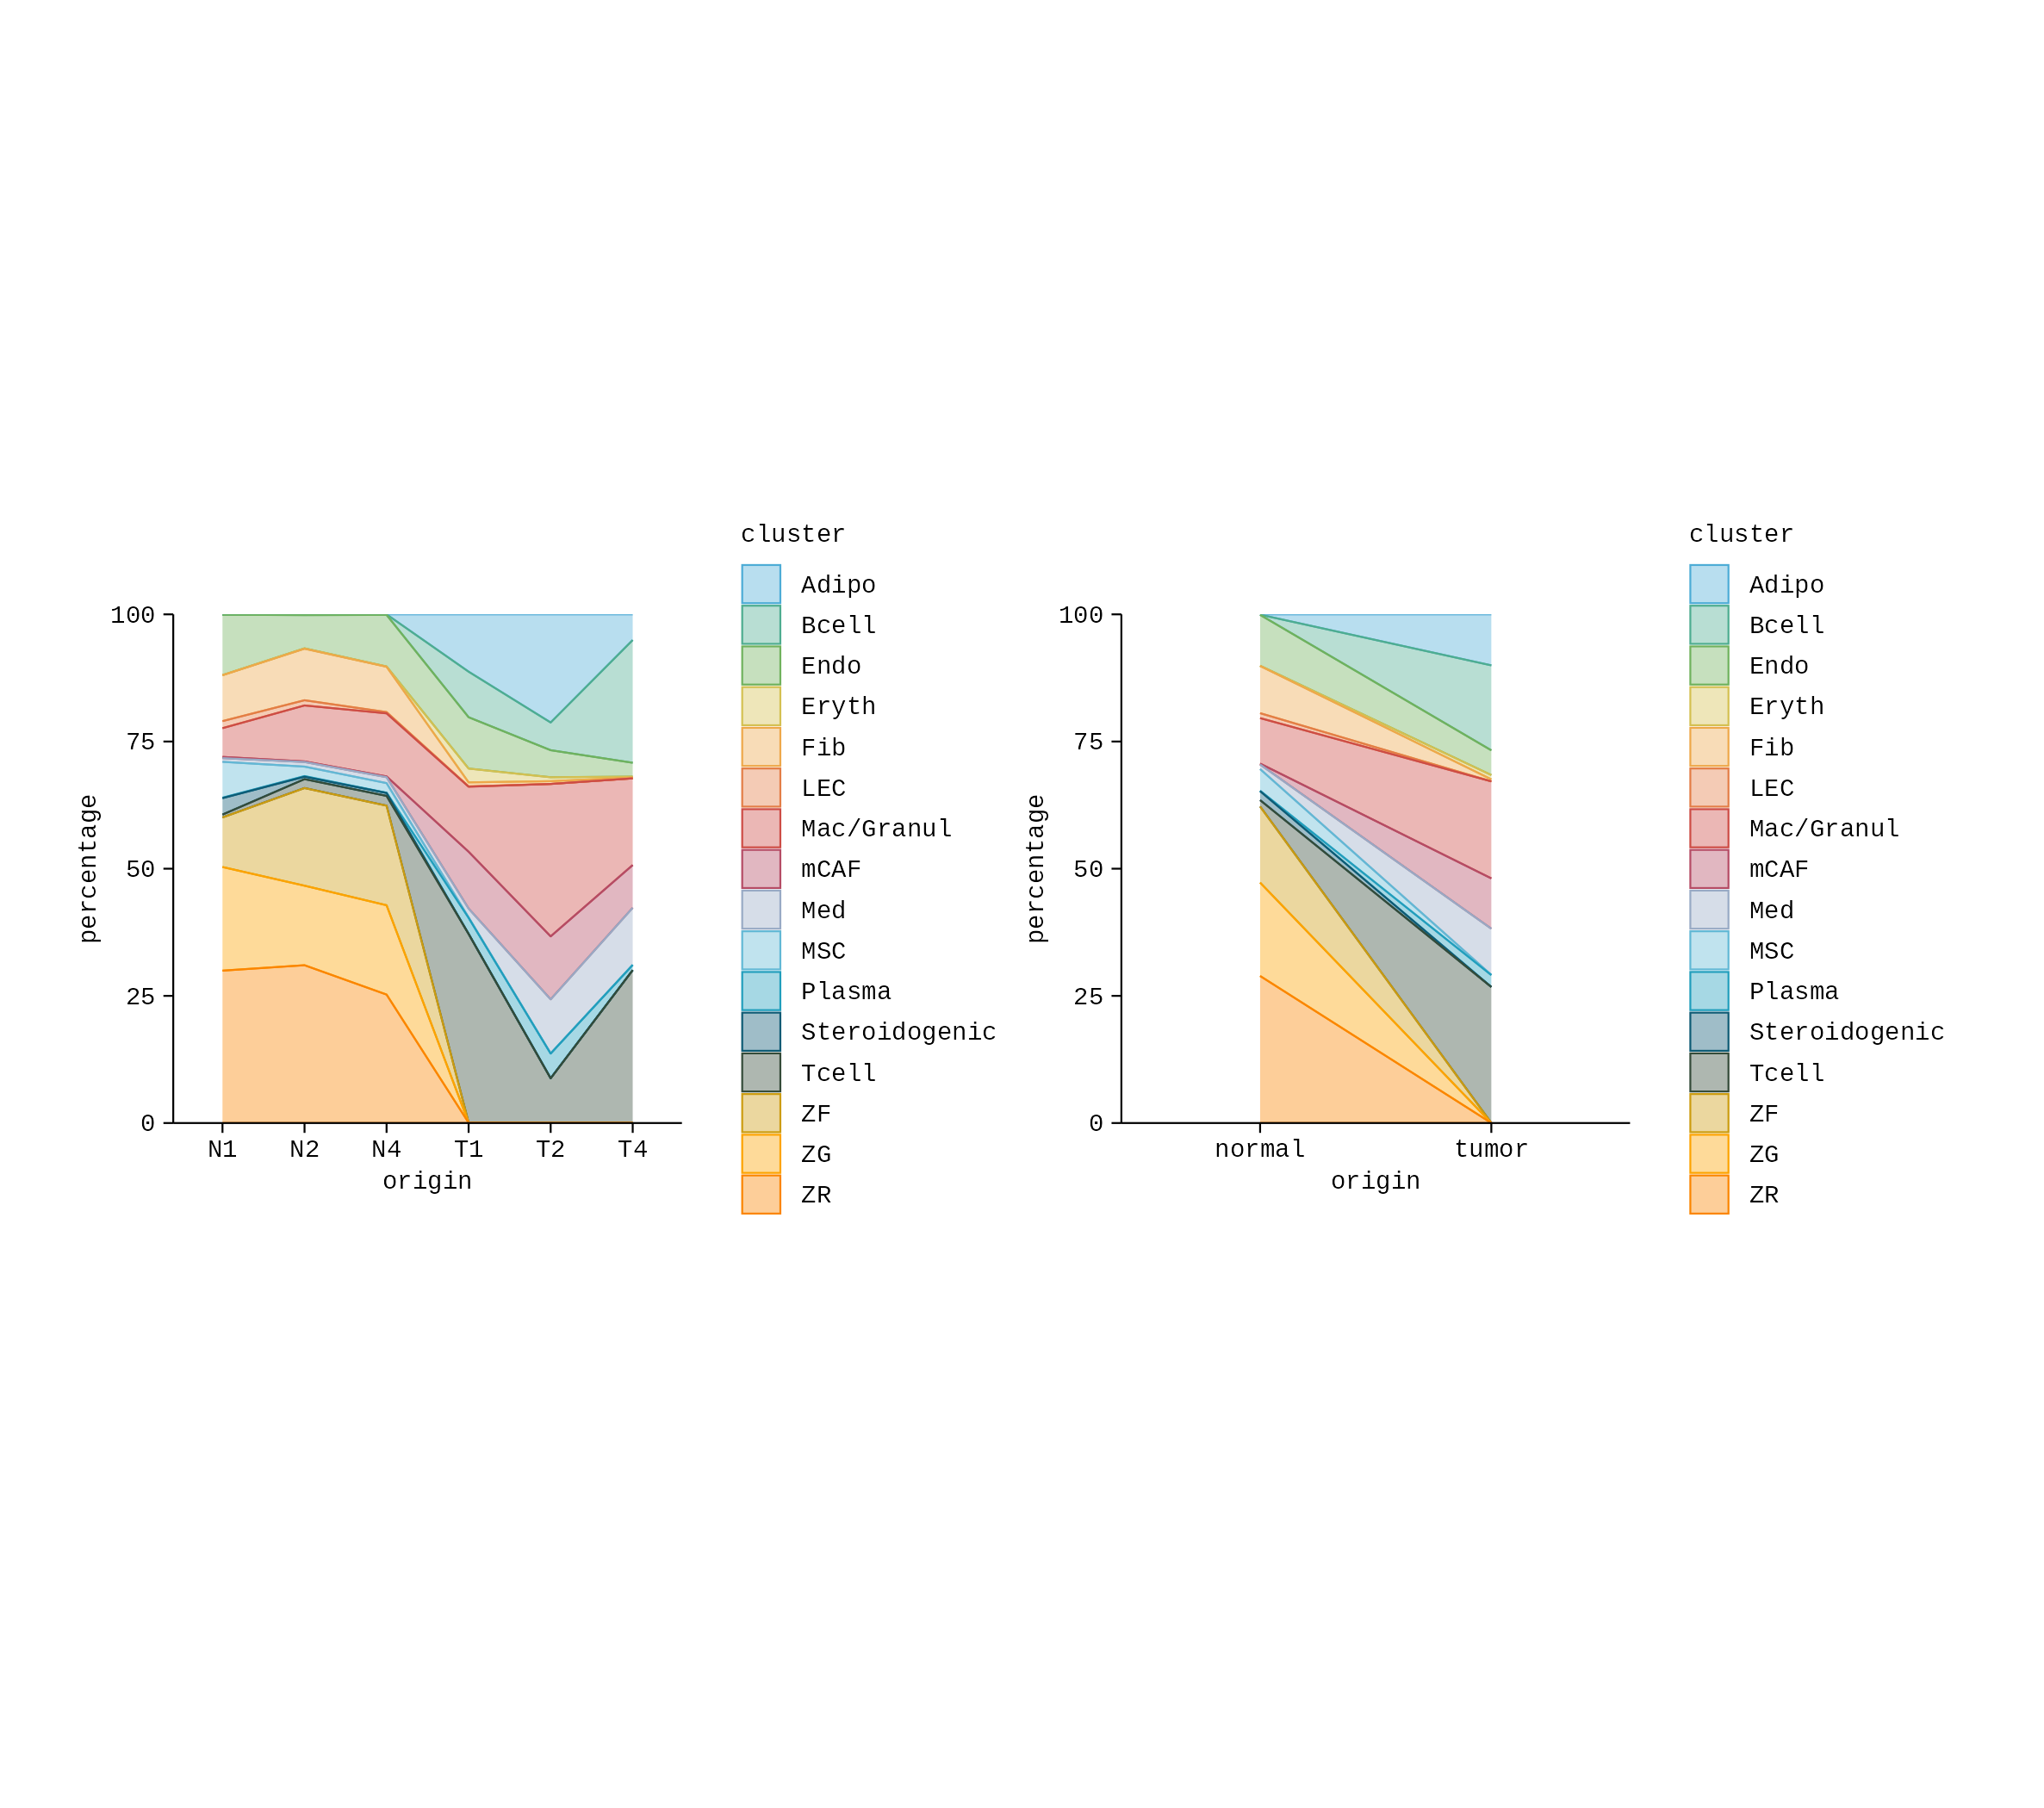 cluster
Adipo
Bcell
Endo
Eryth
Fib
LEC
Mac/Granul
mCAF
Med
MSC
Plasma
Steroidogenic
Tcell
ZF
ZG
ZR
100
75
50
25
0
percentage
N1 N2 N4 T1 T2 T4
origin
cluster
Adipo
Bcell
Endo
Eryth
Fib
LEC
Mac/Granul
mCAF
Med
MSC
Plasma
Steroidogenic
Tcell
ZF
ZG
ZR
100
75
50
25
0
percentage
normal tumor
origin